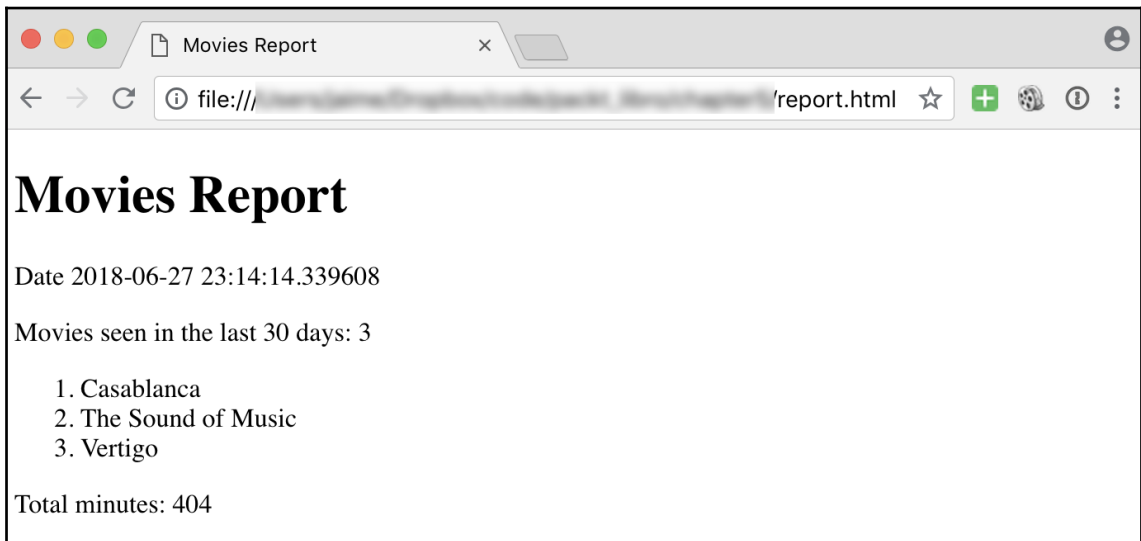 Movies Report
file:/// /report.html
Movies Report
Date 2018-06-27 23:14:14.339608
Movies seen in the last 30 days: 3
1. Casablanca
2. The Sound of Music
3. Vertigo
Total minutes: 404